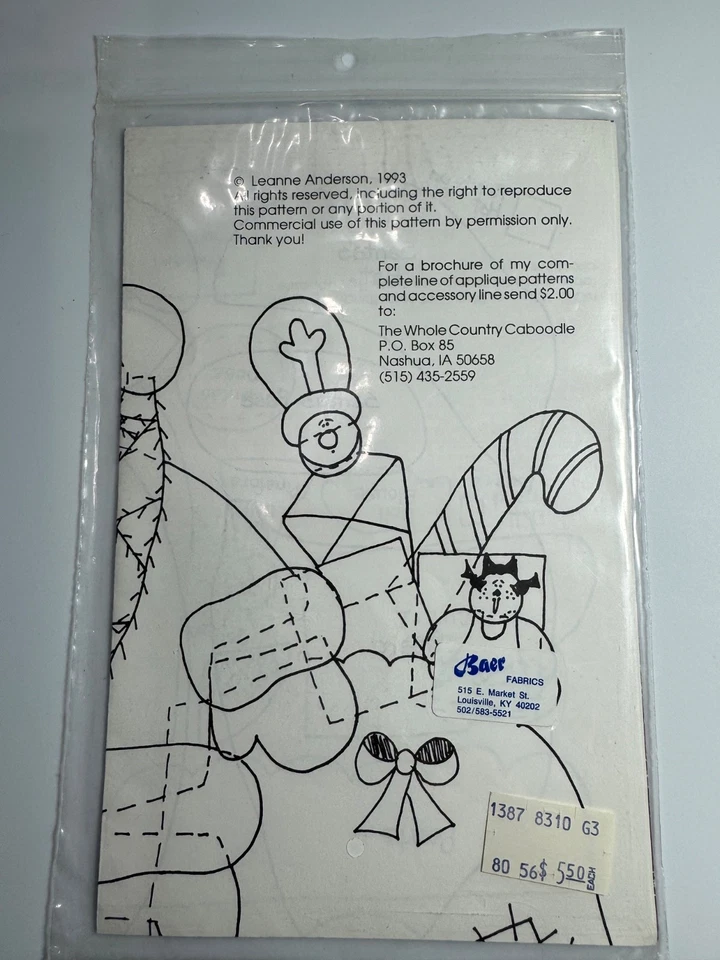 © Leanne Anderson, 1993
All rights reserved, including the right to reproduce
this pattern or any portion of it.
Commercial use of this pattern by permission only.
Thank you!
For a brochure of my com-
plete line of applique patterns
and accessory line send $2.00
to:
The Whole Country Caboodle
P.O. Box 85
Nashua, IA 50658
(515) 435-2559
Baer
FABRICS
515 E. Market St.
Louisville, KY 40202
502/583-5521
1387 8310 G3
80 56$ 5.50 EACH